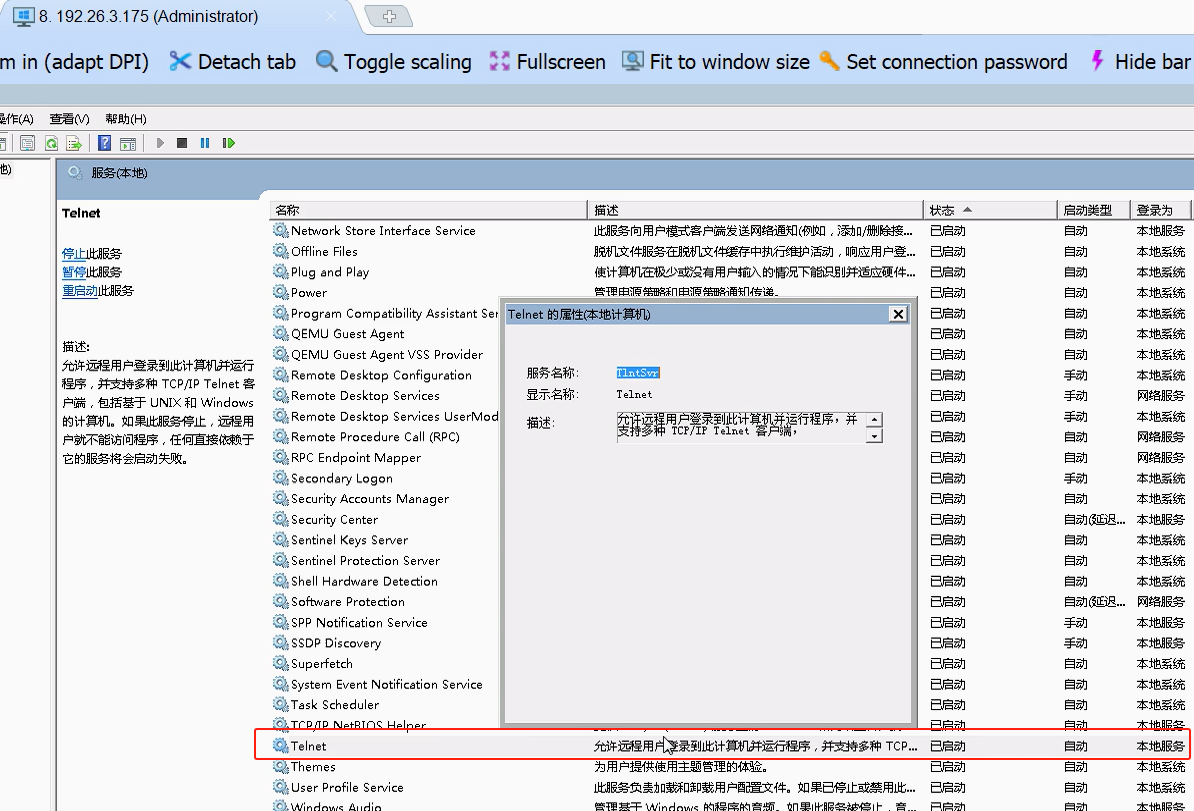 8. 192.26.3.175 (Administrator)
m in (adapt DPI) Detach tab Toggle scaling Fullscreen Fit to window size Set connection password Hide bar
操作(A) 查看(V) 帮助(H)
服务(本地)
Telnet
停止此服务
暂停此服务
重启动此服务
描述:
允许远程用户登录到此计算机并运行
程序，并支持多种 TCP/IP Telnet 客
户端，包括基于 UNIX 和 Windows
的计算机。如果此服务停止，远程用
户就不能访问程序，任何直接依赖于
它的服务将会启动失败。
名称 描述 状态 启动类型 登录为
Network Store Interface Service 此服务向用户模式客户端发送网络通知(例如，添加/删除接... 已启动 自动 本地服务
Offline Files 脱机文件服务在脱机文件缓存中执行维护活动，响应用户登... 已启动 自动 本地系统
Plug and Play 使计算机在极少或没有用户输入的情况下能识别并适应硬件... 已启动 自动 本地系统
Power 管理电源策略和电源策略通知传递。 已启动 自动 本地系统
Program Compatibility Assistant Ser 已启动 自动 本地系统
QEMU Guest Agent 已启动 自动 本地系统
QEMU Guest Agent VSS Provider 已启动 自动 本地系统
Remote Desktop Configuration 已启动 手动 本地系统
Remote Desktop Services 已启动 手动 网络服务
Remote Desktop Services UserMod 已启动 手动 本地系统
Remote Procedure Call (RPC) 已启动 自动 网络服务
RPC Endpoint Mapper 已启动 自动 网络服务
Secondary Logon 已启动 手动 本地系统
Security Accounts Manager 已启动 自动 本地系统
Security Center 已启动 自动(延迟... 本地服务
Sentinel Keys Server 已启动 自动 本地系统
Sentinel Protection Server 已启动 自动 本地系统
Shell Hardware Detection 已启动 自动 本地系统
Software Protection 已启动 自动(延迟... 网络服务
SPP Notification Service 已启动 手动 本地服务
SSDP Discovery 已启动 手动 本地服务
Superfetch 已启动 自动 本地系统
System Event Notification Service 已启动 自动 本地系统
Task Scheduler 已启动 自动 本地系统
TCP/IP NetBIOS Helper 已启动 自动 本地服务
Telnet 允许远程用户登录到此计算机并运行程序，并支持多种 TCP... 已启动 自动 本地服务
Themes 为用户提供使用主题管理的体验。 已启动 自动 本地系统
User Profile Service 此服务负责加载和卸载用户配置文件。如果已停止或禁用此... 已启动 自动 本地系统
Windows Audio 管理基于 Windows 的程序的音频。如果此服务被停止，音... 已启动 自动 本地服务
Telnet 的属性(本地计算机)
服务名称: TlntSvr
显示名称: Telnet
描述: 允许远程用户登录到此计算机并运行程序，并
支持多种 TCP/IP Telnet 客户端，